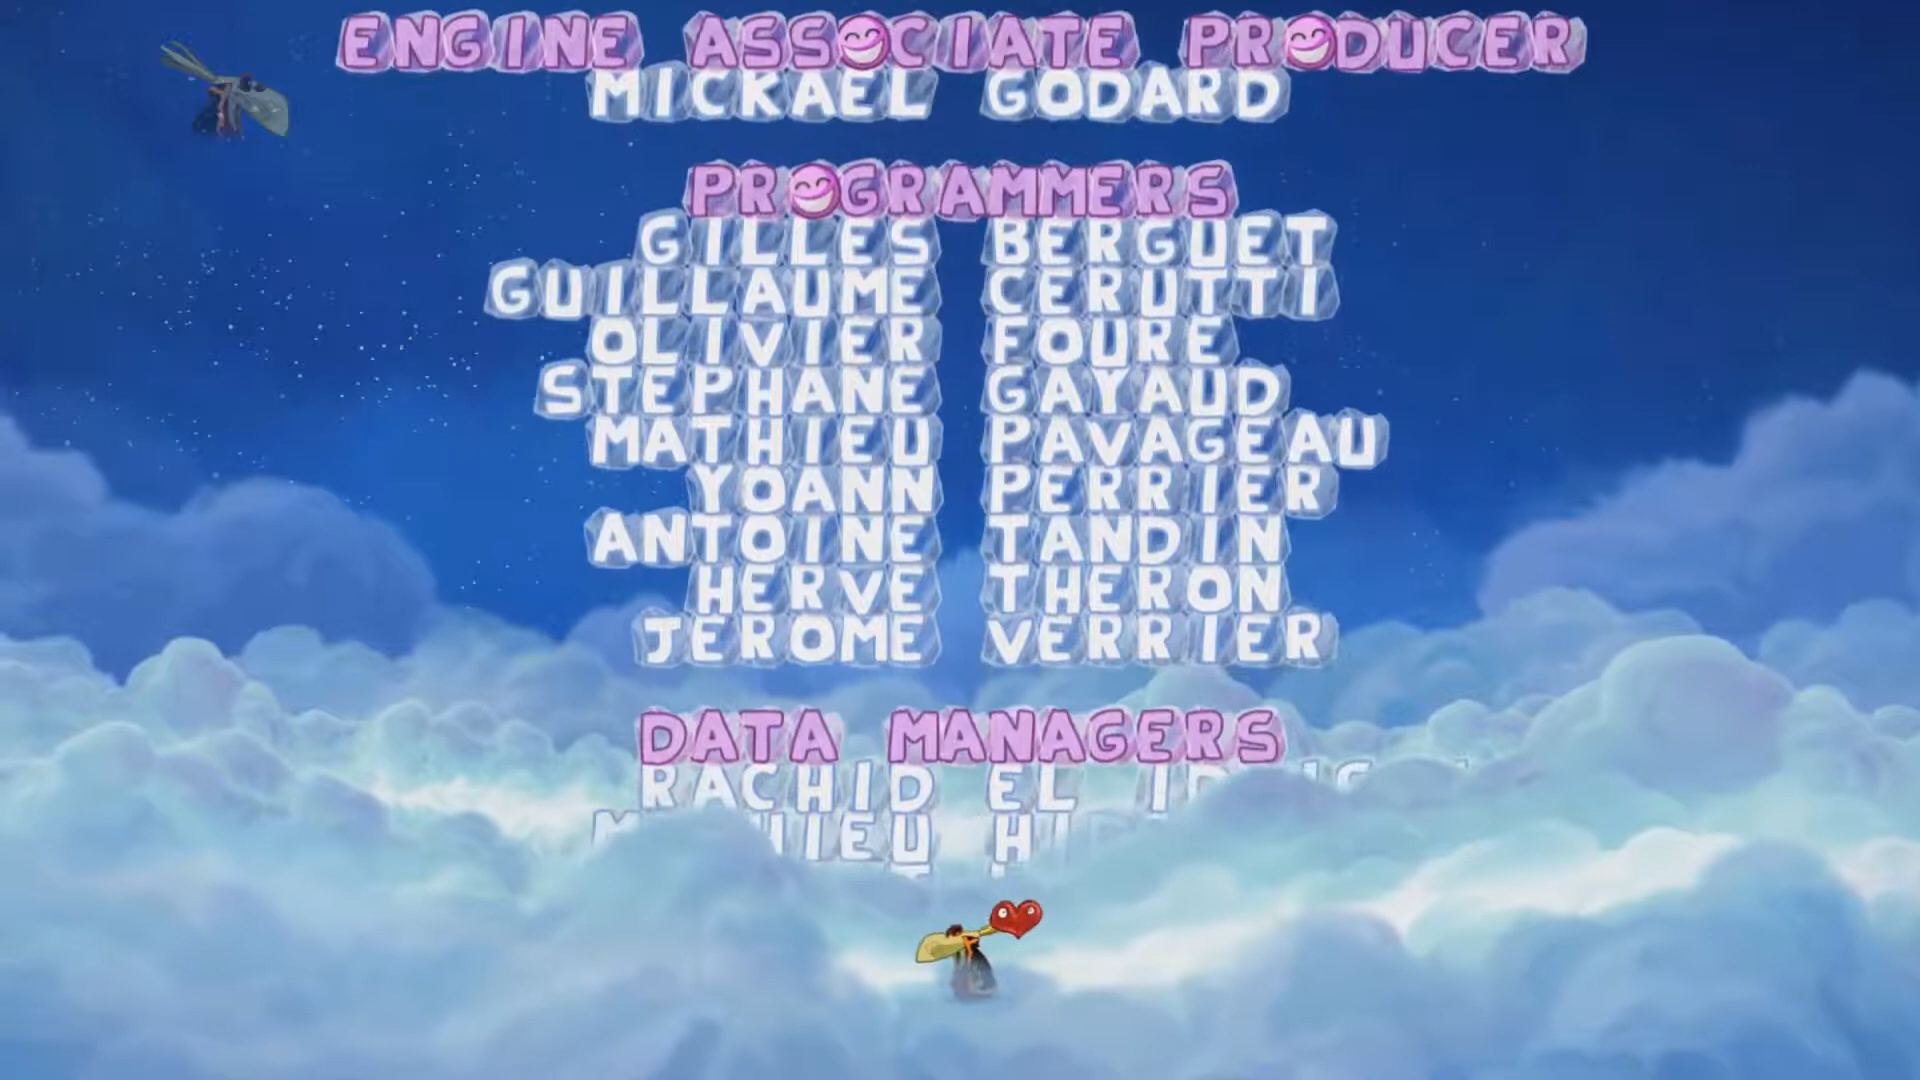 ENGINE ASSOCIATE PRODUCER
MICKAEL GODARD
PROGRAMMERS
GILLES BERGUET
GUILLAUME CERUTTI
OLIVIER FOURE
STEPHANE GAYAUD
MATHIEU PAVAGEAU
YOANN PERRIER
ANTOINE TANDIN
HERVE THERON
JEROME VERRIER
DATA MANAGERS
RACHID EL